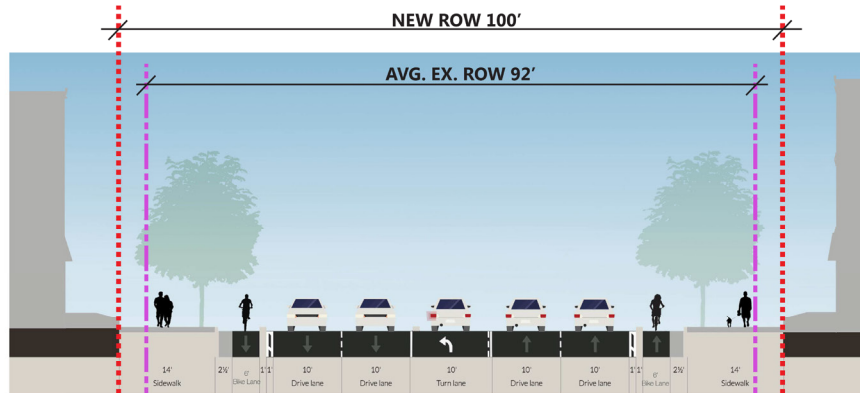 NEW ROW 100'
AVG. EX. ROW 92'
14'
Sidewalk
2½'
Bike Lane
1'
1'
10'
Drive lane
10'
Drive lane
10'
Turn lane
10'
Drive lane
10'
Drive lane
1'
1'
Bike Lane
2½'
14'
Sidewalk